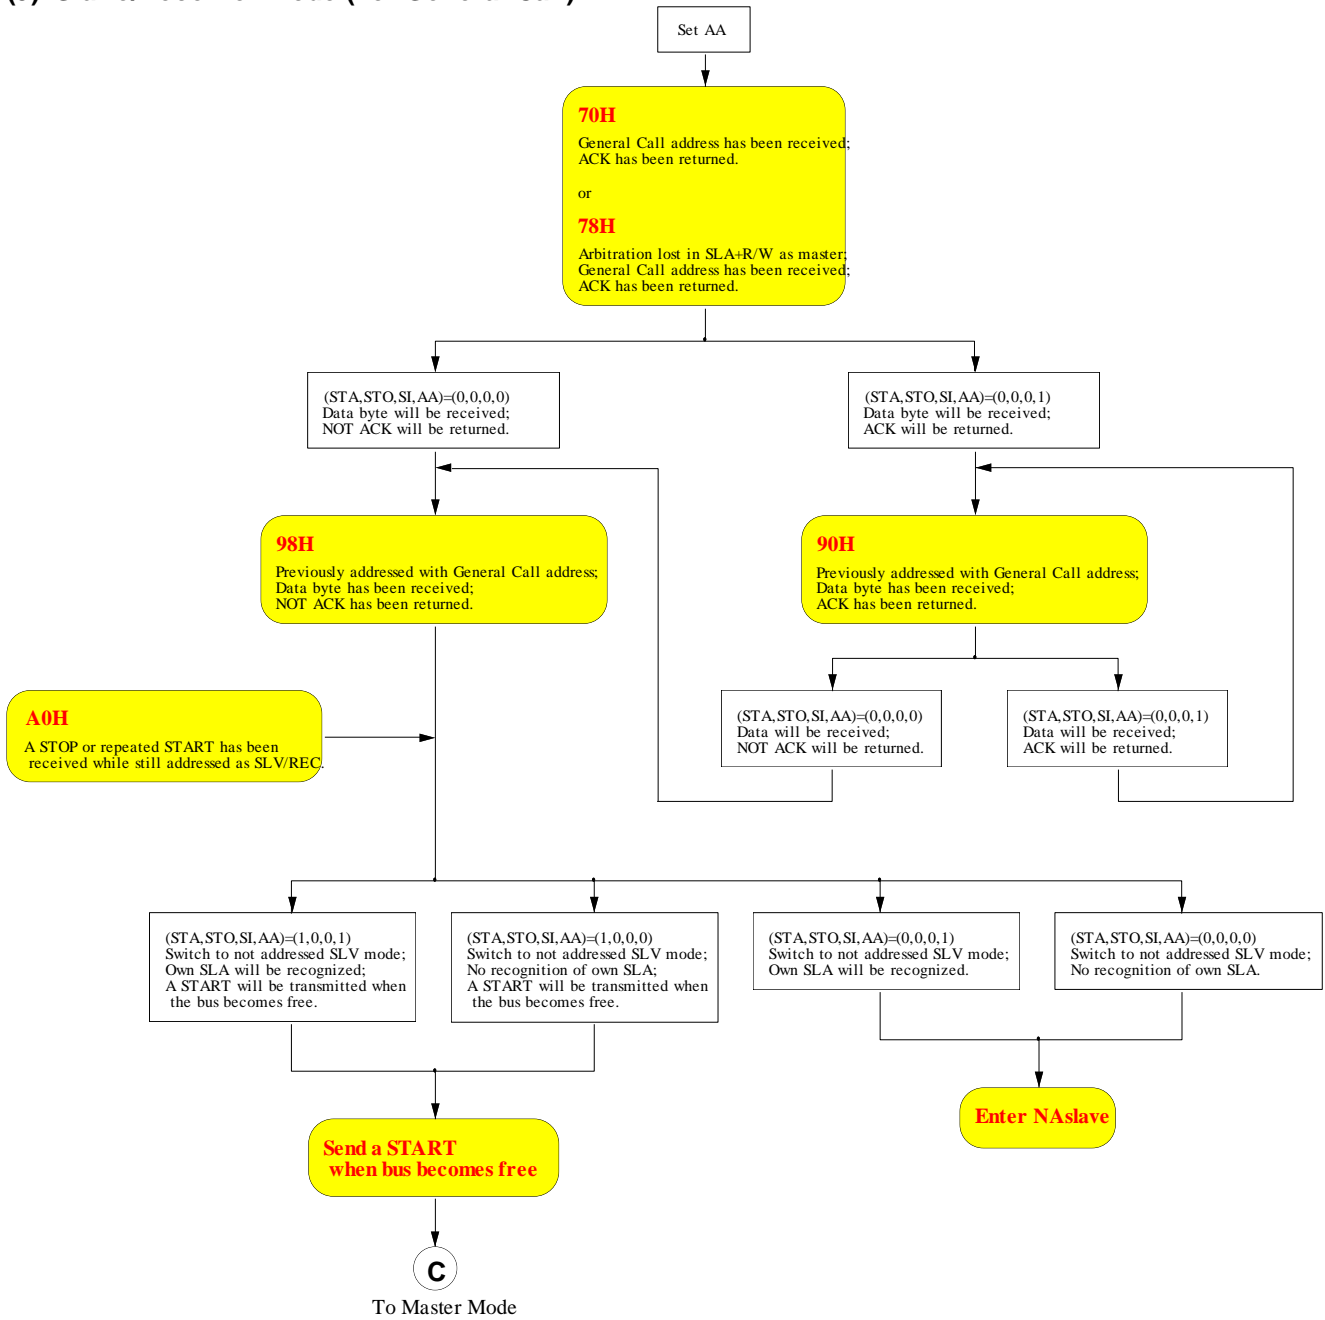 Set AA
70H
General Call address has been received;
ACK has been returned.
or
78H
Arbitration lost in SLA+R/W as master;
General Call address has been received;
ACK has been returned.
(STA,STO,SI,AA)=(0,0,0,0)
Data byte will be received;
NOT ACK will be returned.
(STA,STO,SI,AA)=(0,0,0,1)
Data byte will be received;
ACK will be returned.
98H
Previously addressed with General Call address;
Data byte has been received;
NOT ACK has been returned.
90H
Previously addressed with General Call address;
Data byte has been received;
ACK has been returned.
(STA,STO,SI,AA)=(0,0,0,0)
Data will be received;
NOT ACK will be returned.
(STA,STO,SI,AA)=(0,0,0,1)
Data will be received;
ACK will be returned.
A0H
A STOP or repeated START has been
received while still addressed as SLV/REC.
(STA,STO,SI,AA)=(1,0,0,1)
Switch to not addressed SLV mode;
Own SLA will be recognized;
A START will be transmitted when
the bus becomes free.
(STA,STO,SI,AA)=(1,0,0,0)
Switch to not addressed SLV mode;
No recognition of own SLA;
A START will be transmitted when
the bus becomes free.
(STA,STO,SI,AA)=(0,0,0,1)
Switch to not addressed SLV mode;
Own SLA will be recognized.
(STA,STO,SI,AA)=(0,0,0,0)
Switch to not addressed SLV mode;
No recognition of own SLA.
Send a START
when bus becomes free
Enter NAslave
C
To Master Mode